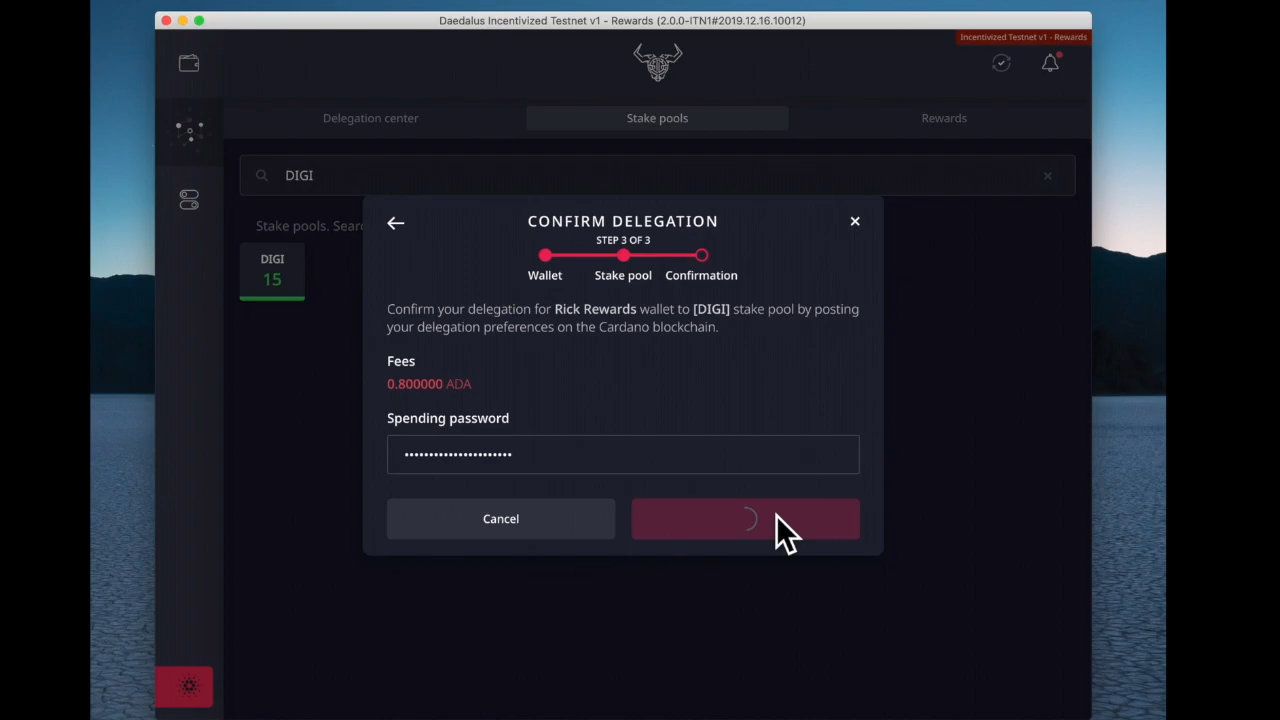 Daedalus Incentivized Testnet v1 - Rewards (2.0.0-ITN1#2019.12.16.10012)
Incentivized Testnet v1 - Rewards
Delegation center
Stake pools
Rewards
DIGI
Stake pools. Sear
DIGI
15
CONFIRM DELEGATION
STEP 3 OF 3
Wallet
Stake pool
Confirmation
Confirm your delegation for Rick Rewards wallet to [DIGI] stake pool by posting
your delegation preferences on the Cardano blockchain.
Fees
0.800000 ADA
Spending password
Cancel